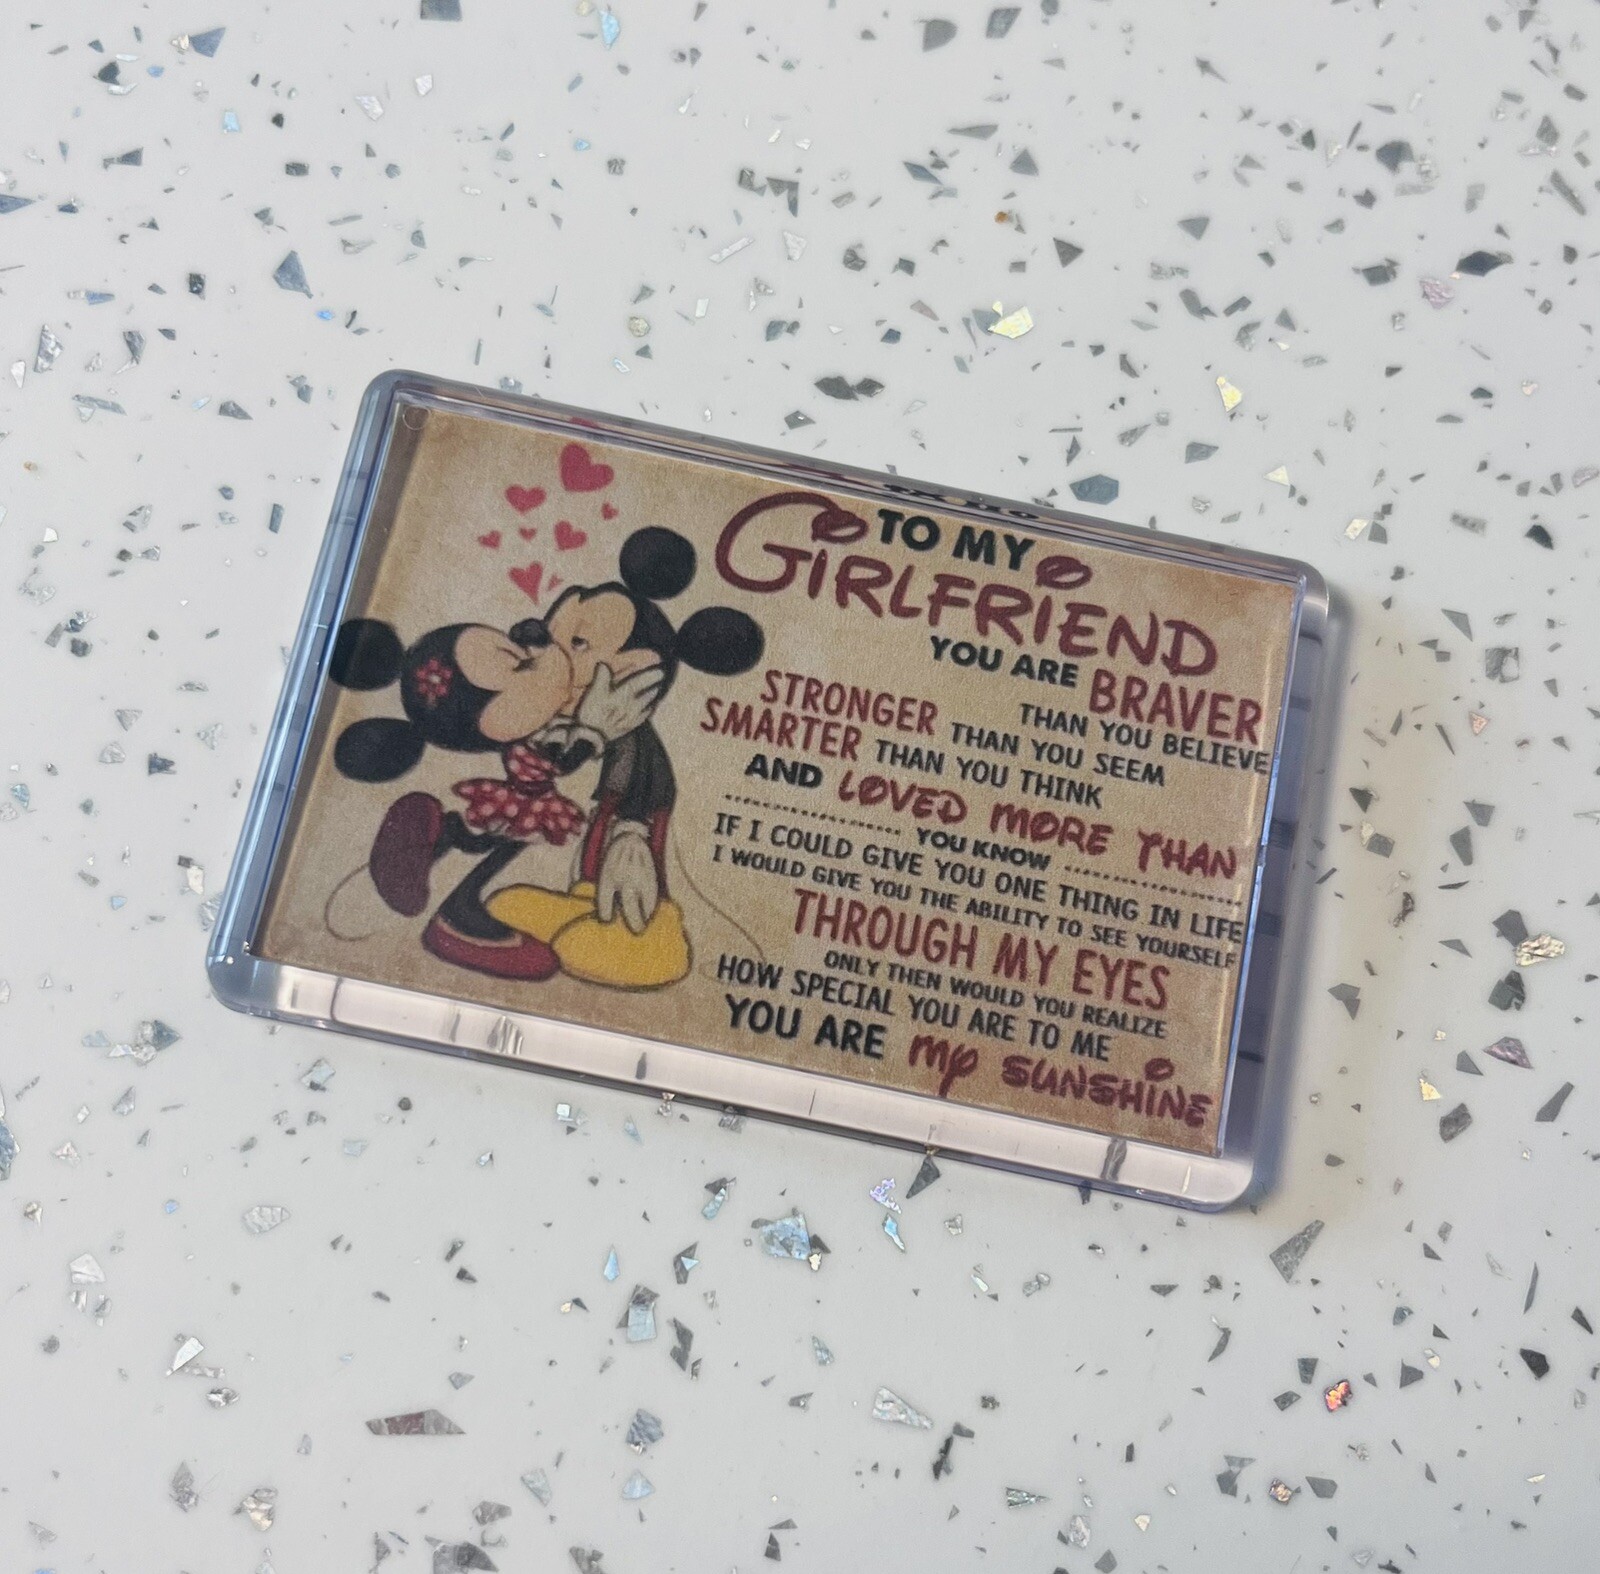 TO MY
GIRLFRIEND
YOU ARE BRAVER
THAN YOU BELIEVE
STRONGER THAN YOU SEEM
SMARTER THAN YOU THINK
AND LOVED MORE THAN
YOU KNOW
IF I COULD GIVE YOU ONE THING IN LIFE
I WOULD GIVE YOU THE ABILITY TO SEE YOURSELF
THROUGH MY EYES
ONLY THEN WOULD YOU REALIZE
HOW SPECIAL YOU ARE TO ME
YOU ARE MY SUNSHINE